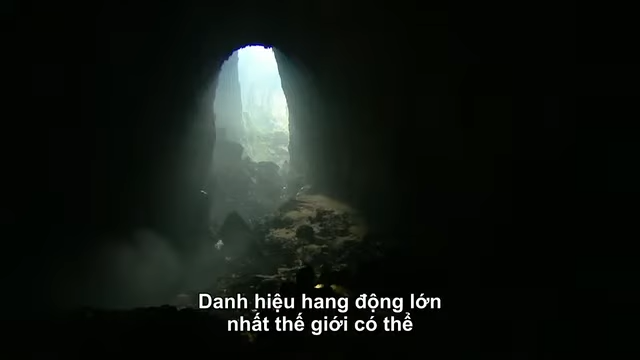 Danh hiệu hang động lớn
nhất thế giới có thể